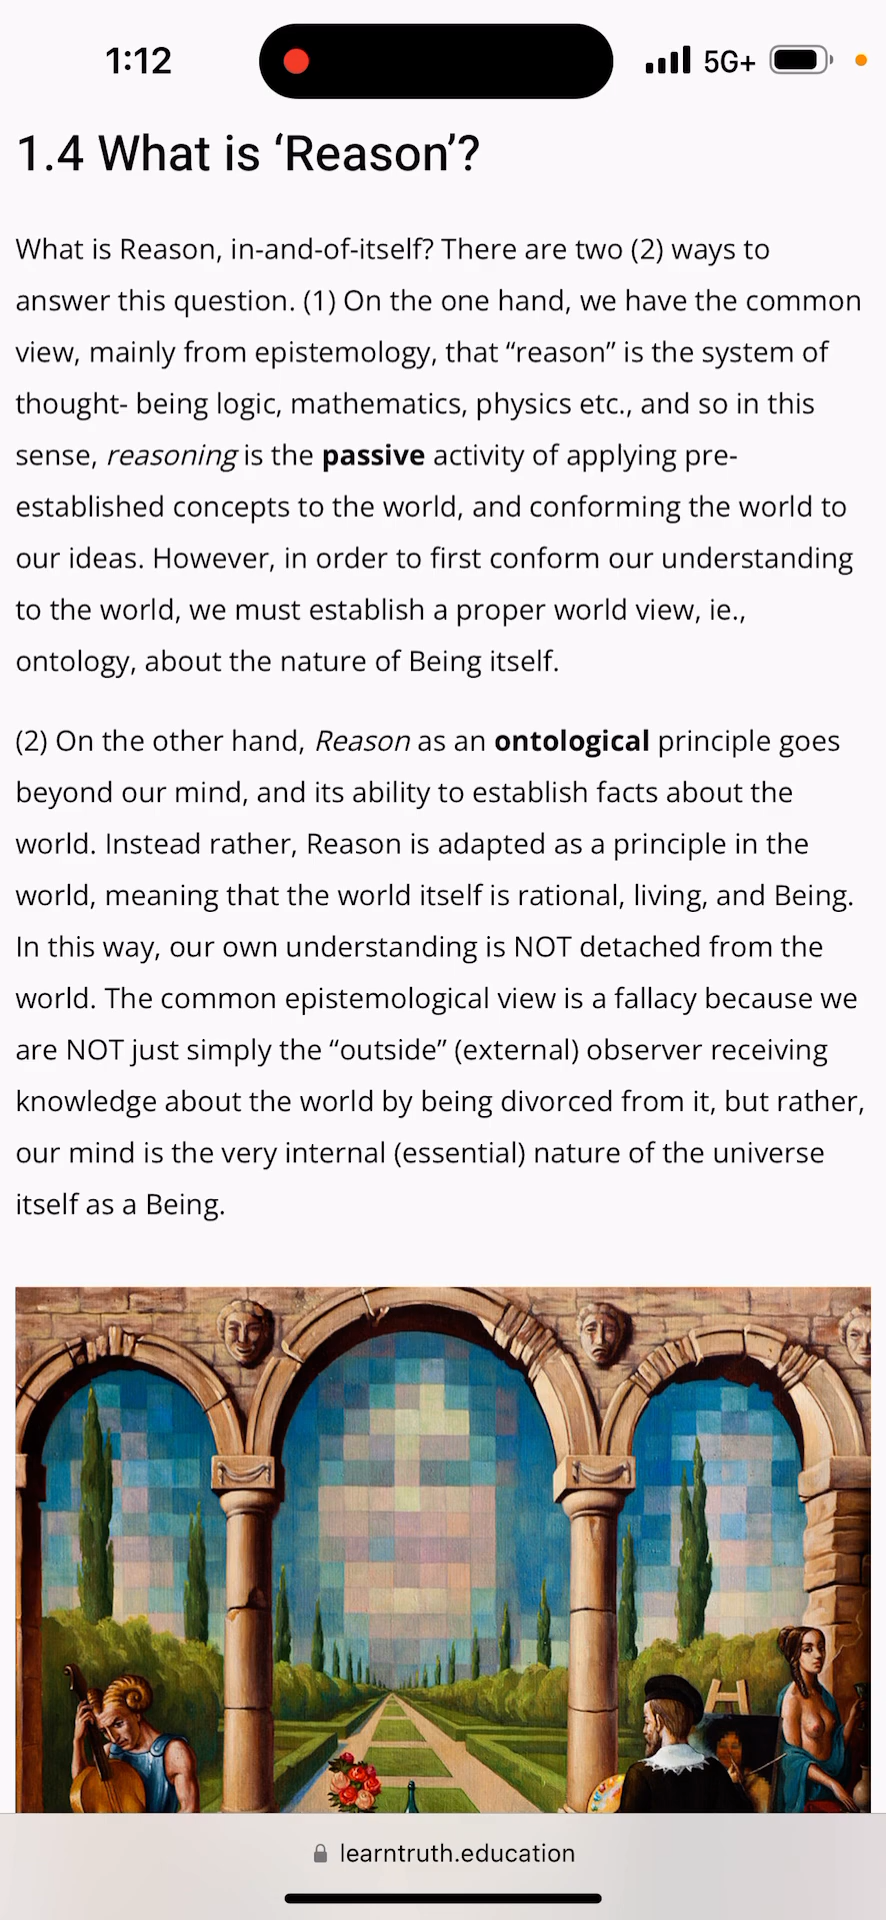 1:12
5G+
1.4 What is ‘Reason’?
What is Reason, in-and-of-itself? There are two (2) ways to
answer this question. (1) On the one hand, we have the common
view, mainly from epistemology, that “reason” is the system of
thought- being logic, mathematics, physics etc., and so in this
sense, reasoning is the passive activity of applying pre-
established concepts to the world, and conforming the world to
our ideas. However, in order to first conform our understanding
to the world, we must establish a proper world view, ie.,
ontology, about the nature of Being itself.
(2) On the other hand, Reason as an ontological principle goes
beyond our mind, and its ability to establish facts about the
world. Instead rather, Reason is adapted as a principle in the
world, meaning that the world itself is rational, living, and Being.
In this way, our own understanding is NOT detached from the
world. The common epistemological view is a fallacy because we
are NOT just simply the “outside” (external) observer receiving
knowledge about the world by being divorced from it, but rather,
our mind is the very internal (essential) nature of the universe
itself as a Being.
learntruth.education